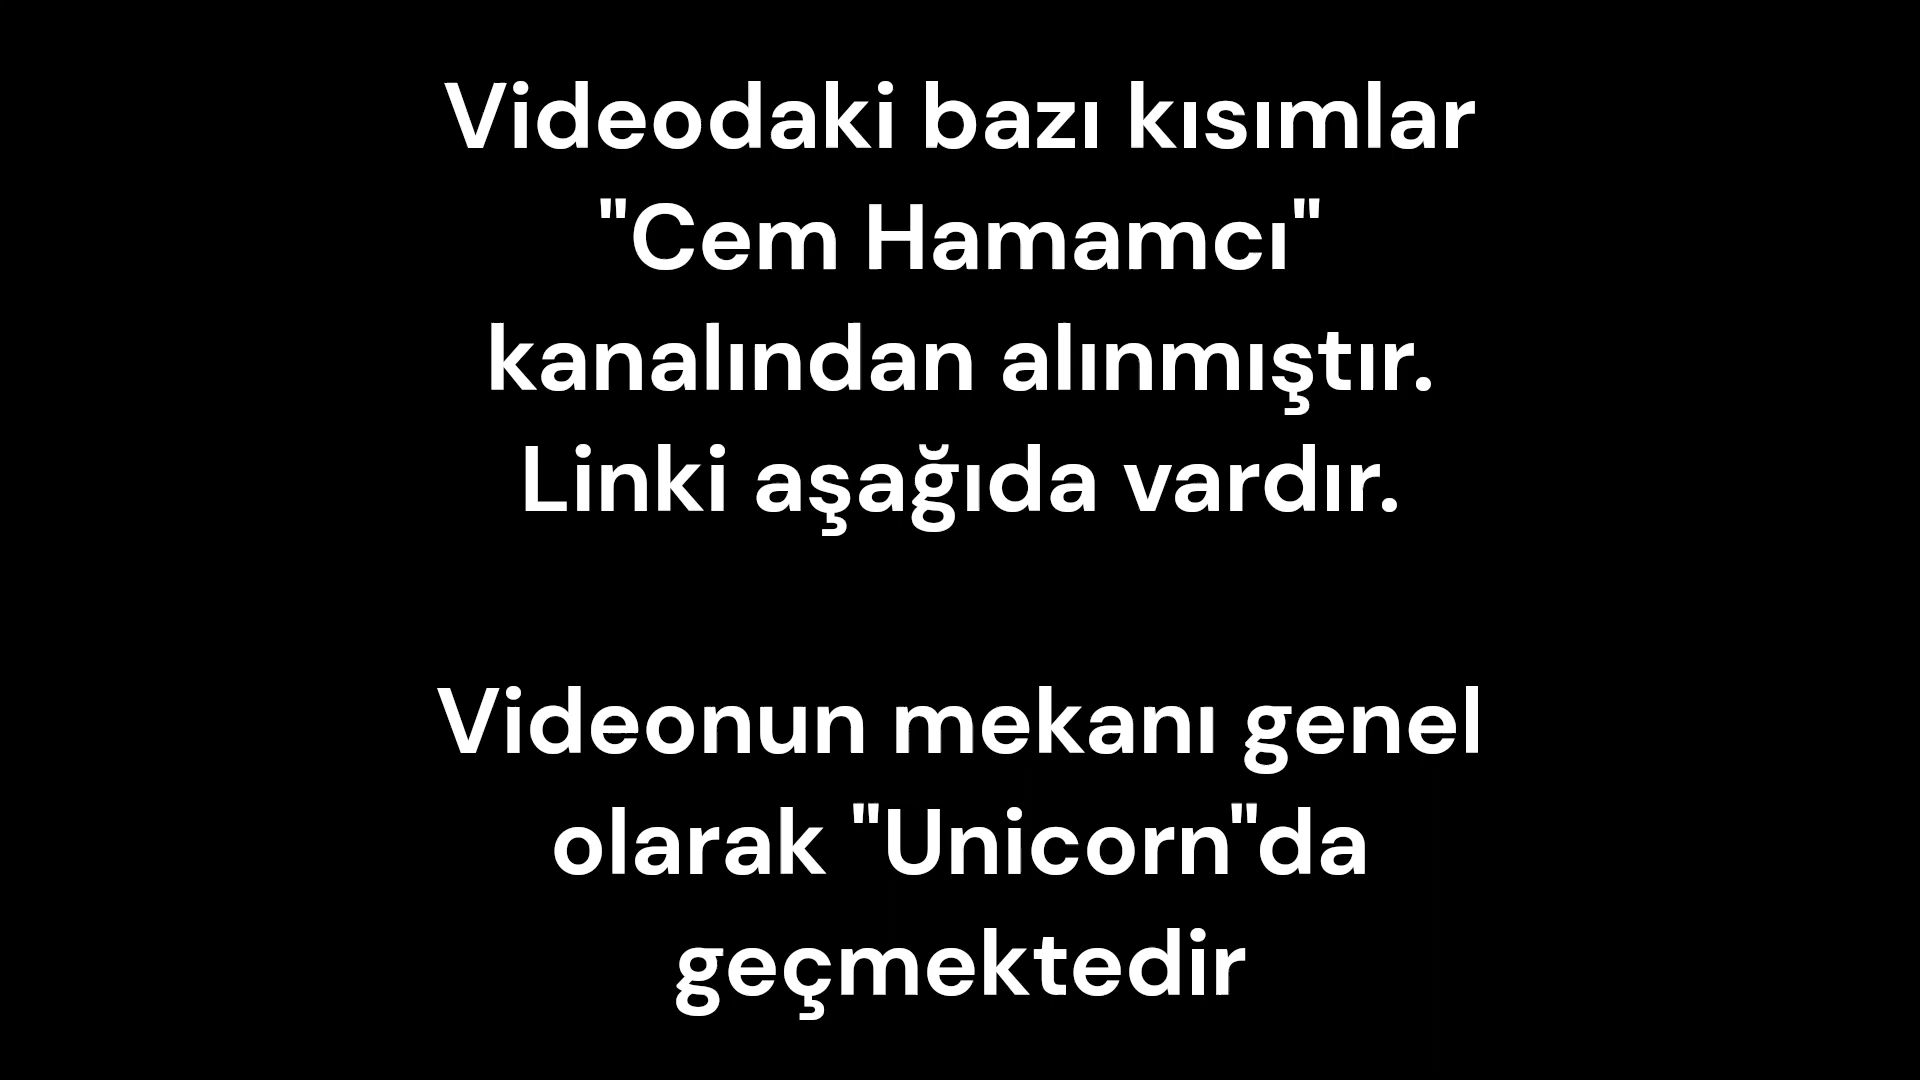 Videodaki bazı kısımlar
"Cem Hamamcı"
kanalından alınmıştır.
Linki aşağıda vardır.
Videonun mekanı genel
olarak "Unicorn"da
geçmektedir